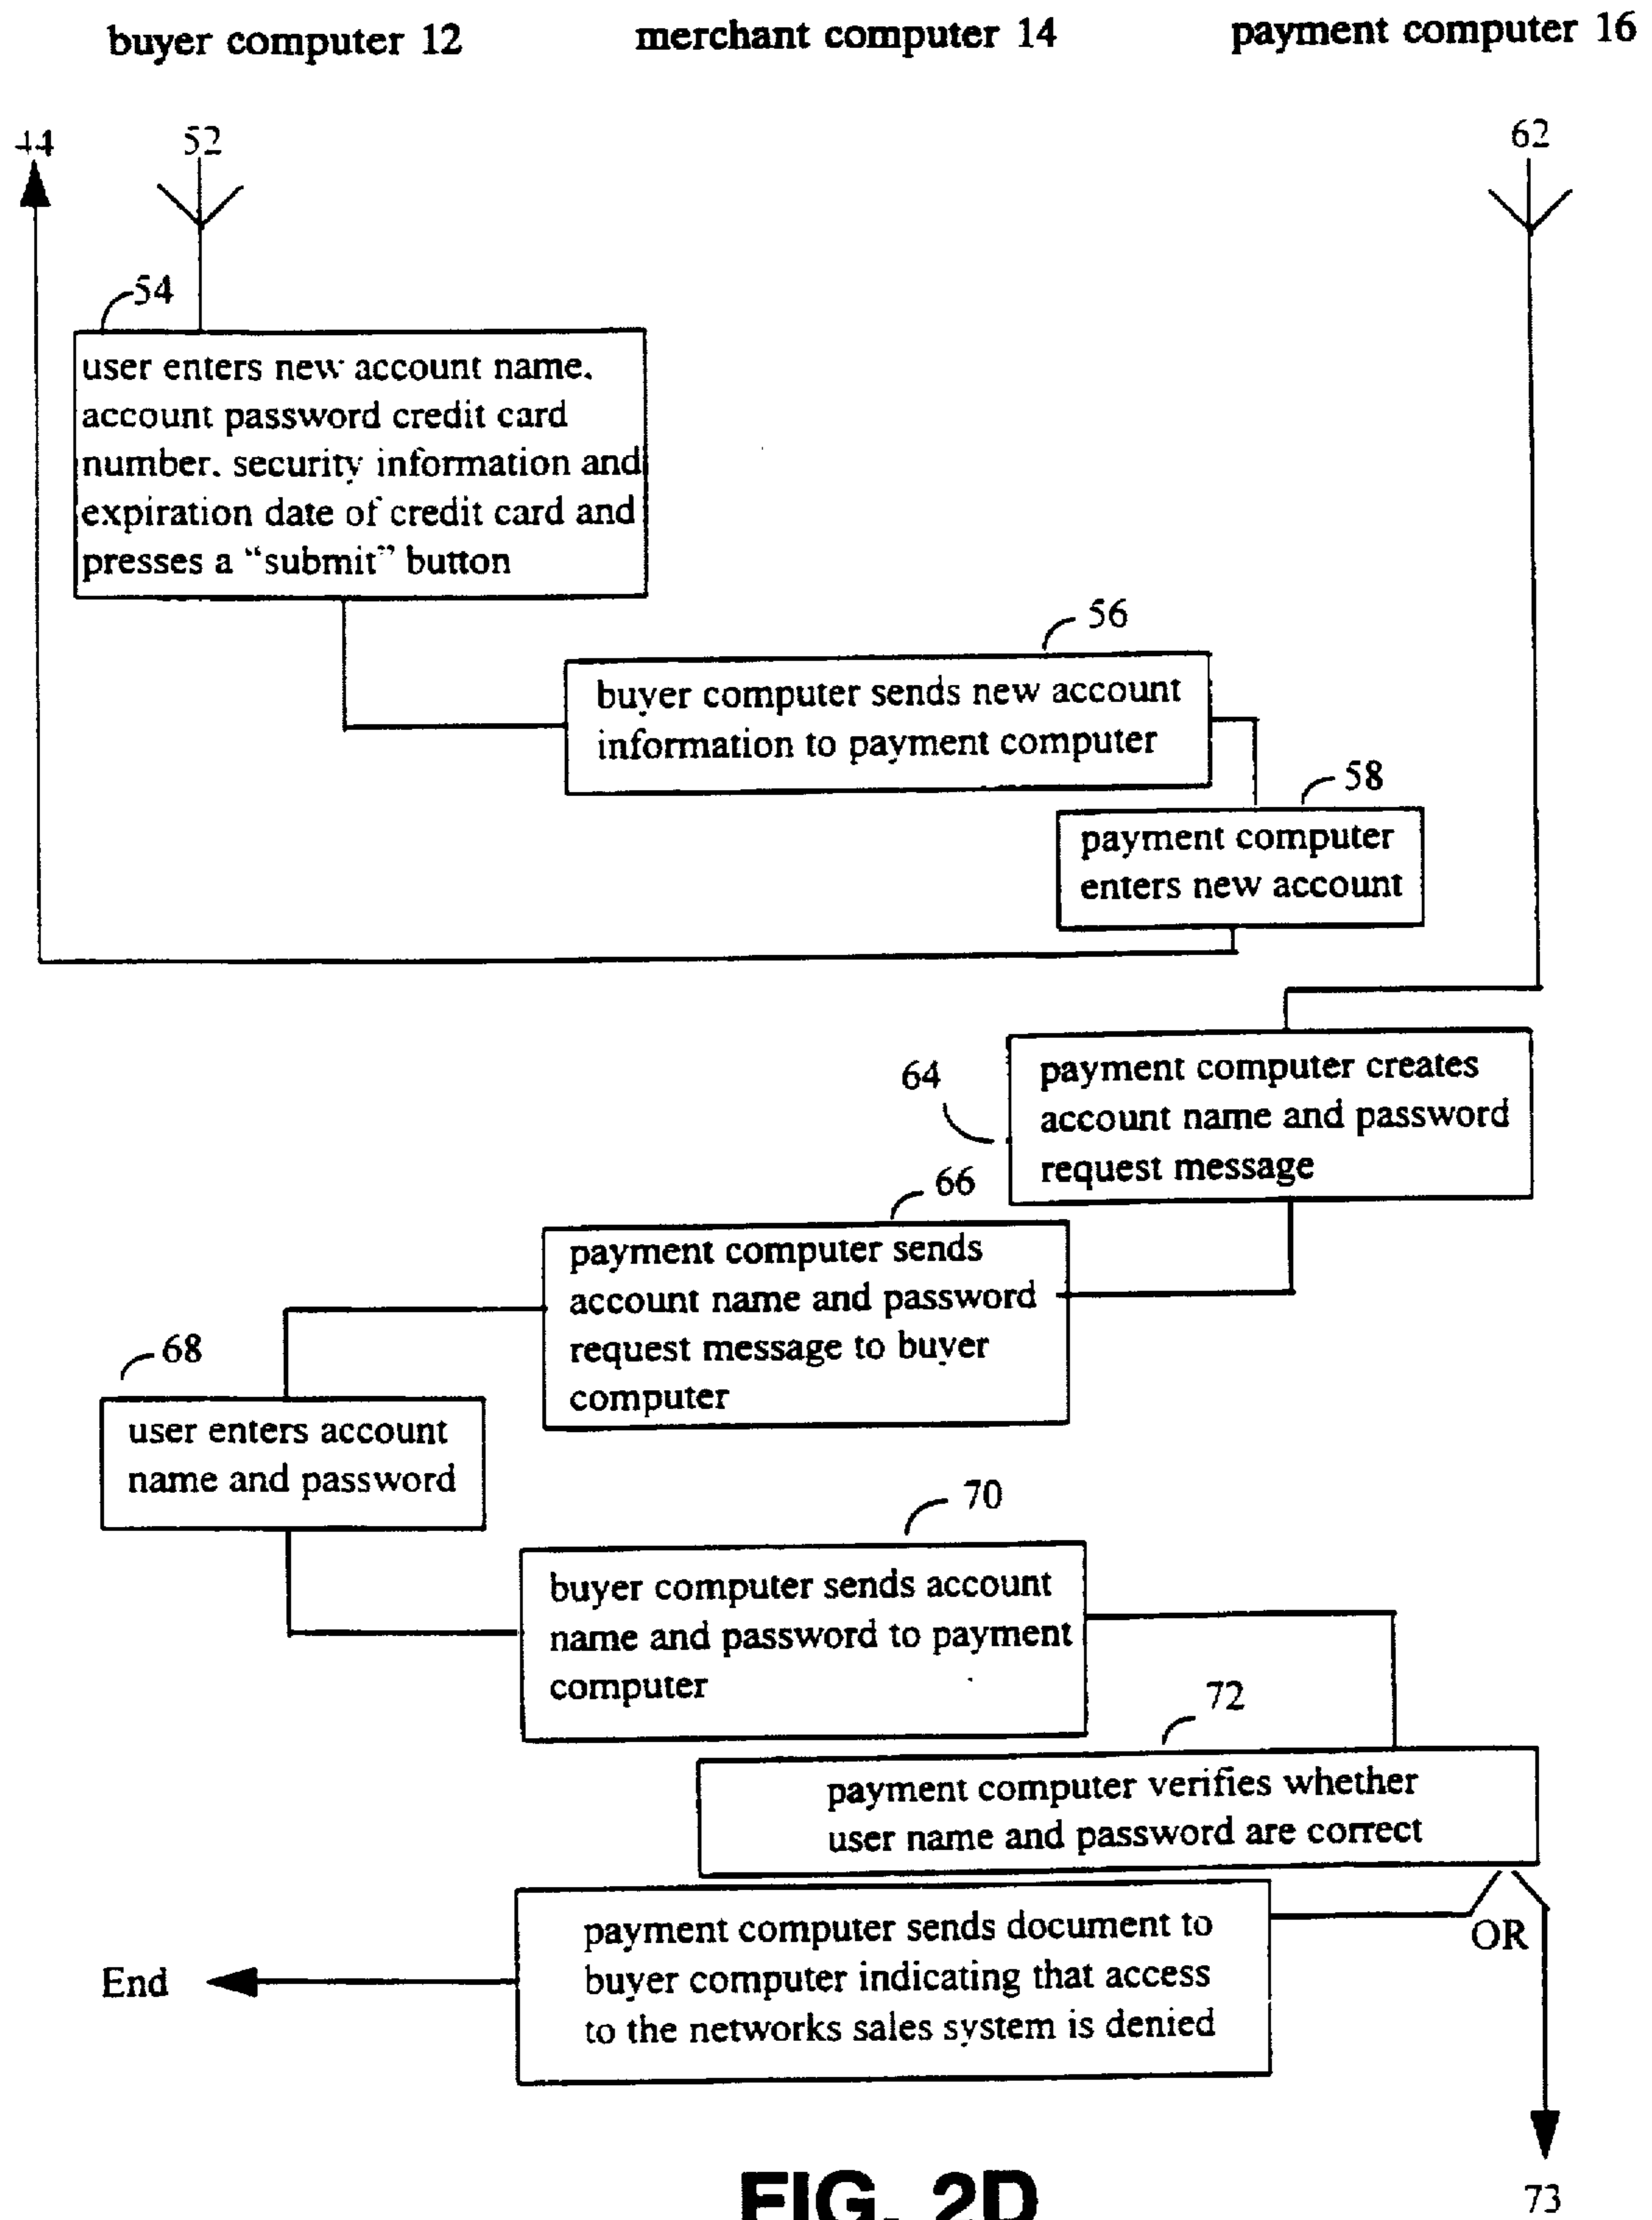 buyer computer 12 merchant computer 14 payment computer 16
44 52 62
54
user enters new account name.
account password credit card
number. security information and
expiration date of credit card and
presses a “submit” button
56
buyer computer sends new account
information to payment computer
58
payment computer
enters new account
64
payment computer creates
account name and password
request message
66
payment computer sends
account name and password
request message to buyer
computer
68
user enters account
name and password
70
buyer computer sends account
name and password to payment
computer
72
payment computer verifies whether
user name and password are correct
OR
payment computer sends document to
buyer computer indicating that access
to the networks sales system is denied
End
73
FIG. 2D